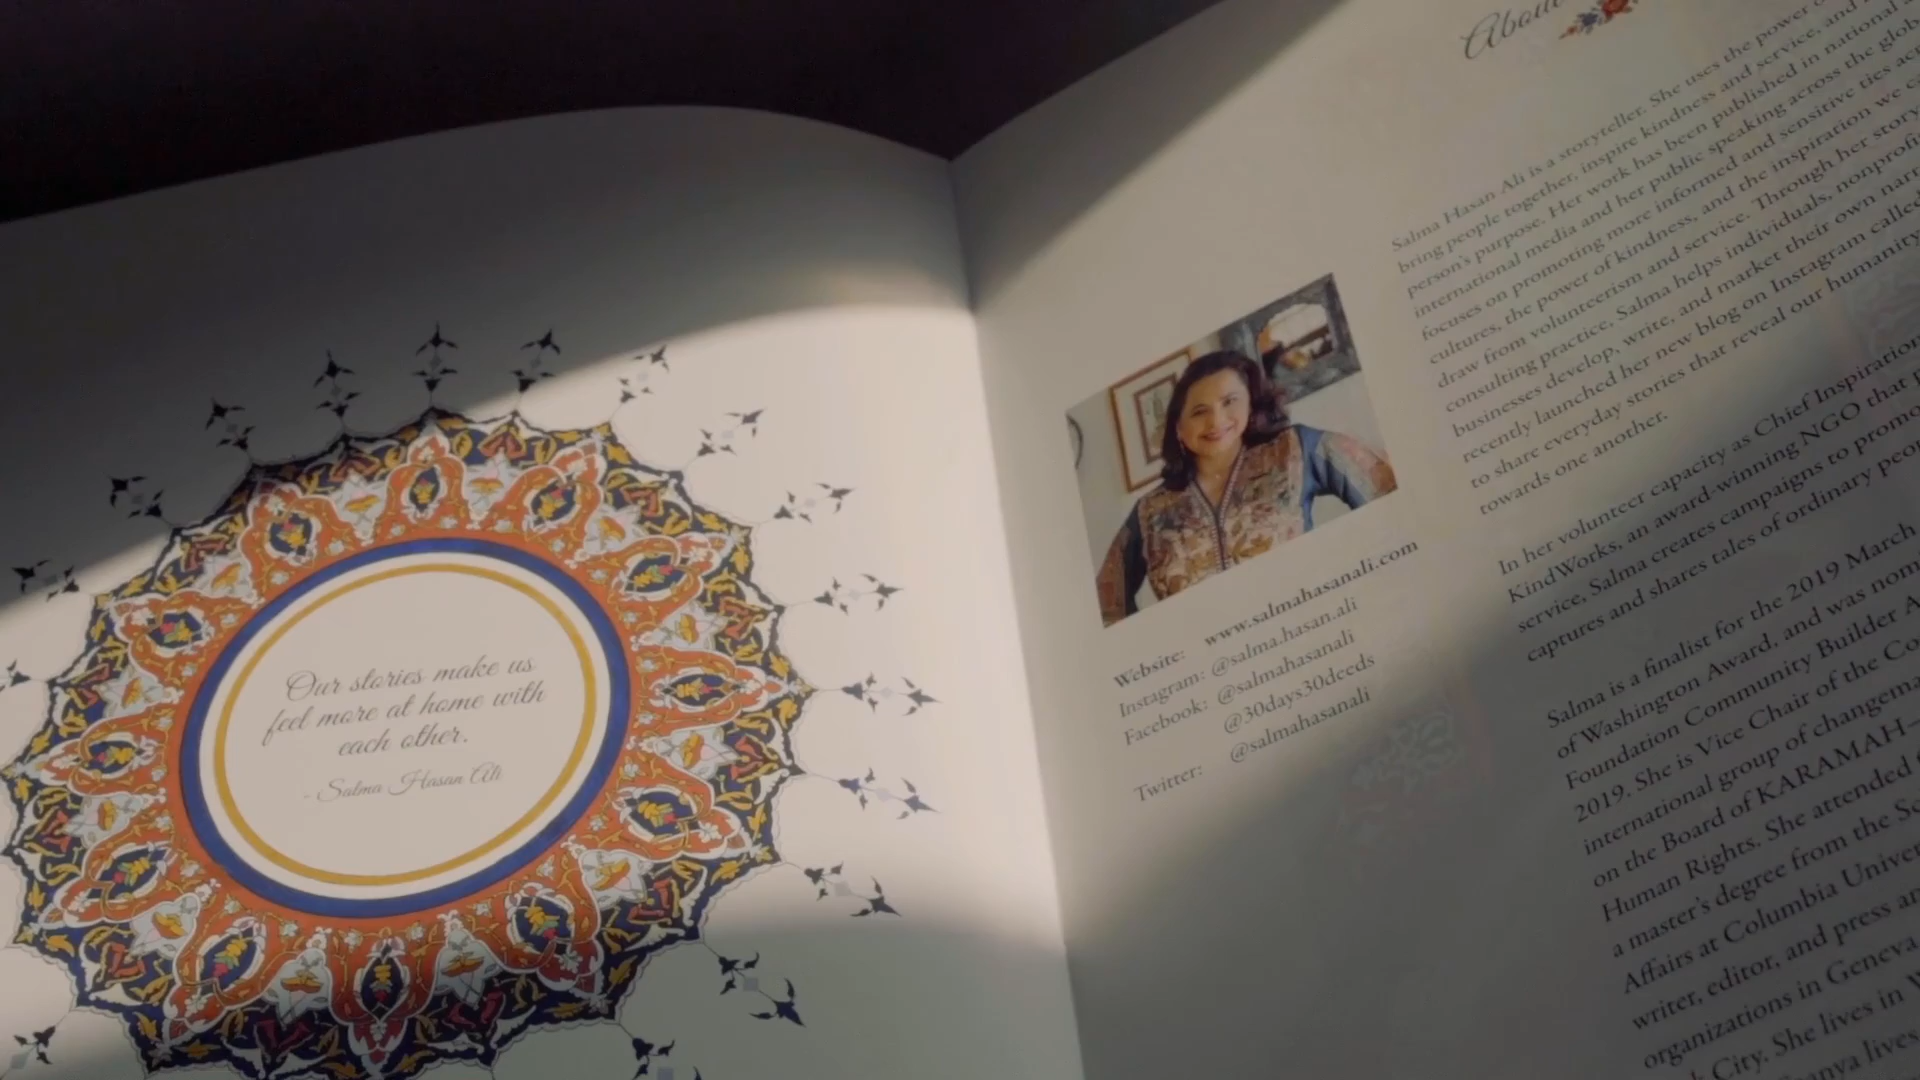 Our stories make us
feel more at home with
each other.
- Salma Hasan Ali
Website: www.salmahasanali.com
Instagram: @salma.hasan.ali
Facebook: @salmahasanali
@30days30deeds
Twitter: @salmahasanali
About
Salma Hasan Ali is a storyteller. She uses the power
bring people together, inspire kindness and service, and
person's purpose. Her work has been published in national
international media and her public speaking across the
focuses on promoting more informed and sensitive ties
cultures, the power of kindness, and the inspiration we
draw from volunteerism and service. Through her
consulting practice, Salma helps individuals, nonprofi
businesses develop, write, and market their own
recently launched her new blog on Instagram called
to share everyday stories that reveal our humanity
towards one another.
In her volunteer capacity as Chief Inspiration
KindWorks, an award-winning NGO that
service, Salma creates campaigns to promo
captures and shares tales of ordinary peo
Salma is a finalist for the 2019 March
of Washington Award, and was nom
Foundation Community Builder A
2019. She is Vice Chair of the Co
international group of changema
on the Board of KARAMAH–
Human Rights. She attended
a master's degree from the Sc
Affairs at Columbia Univer
writer, editor, and press an
organizations in Geneva
City. She lives in
lives